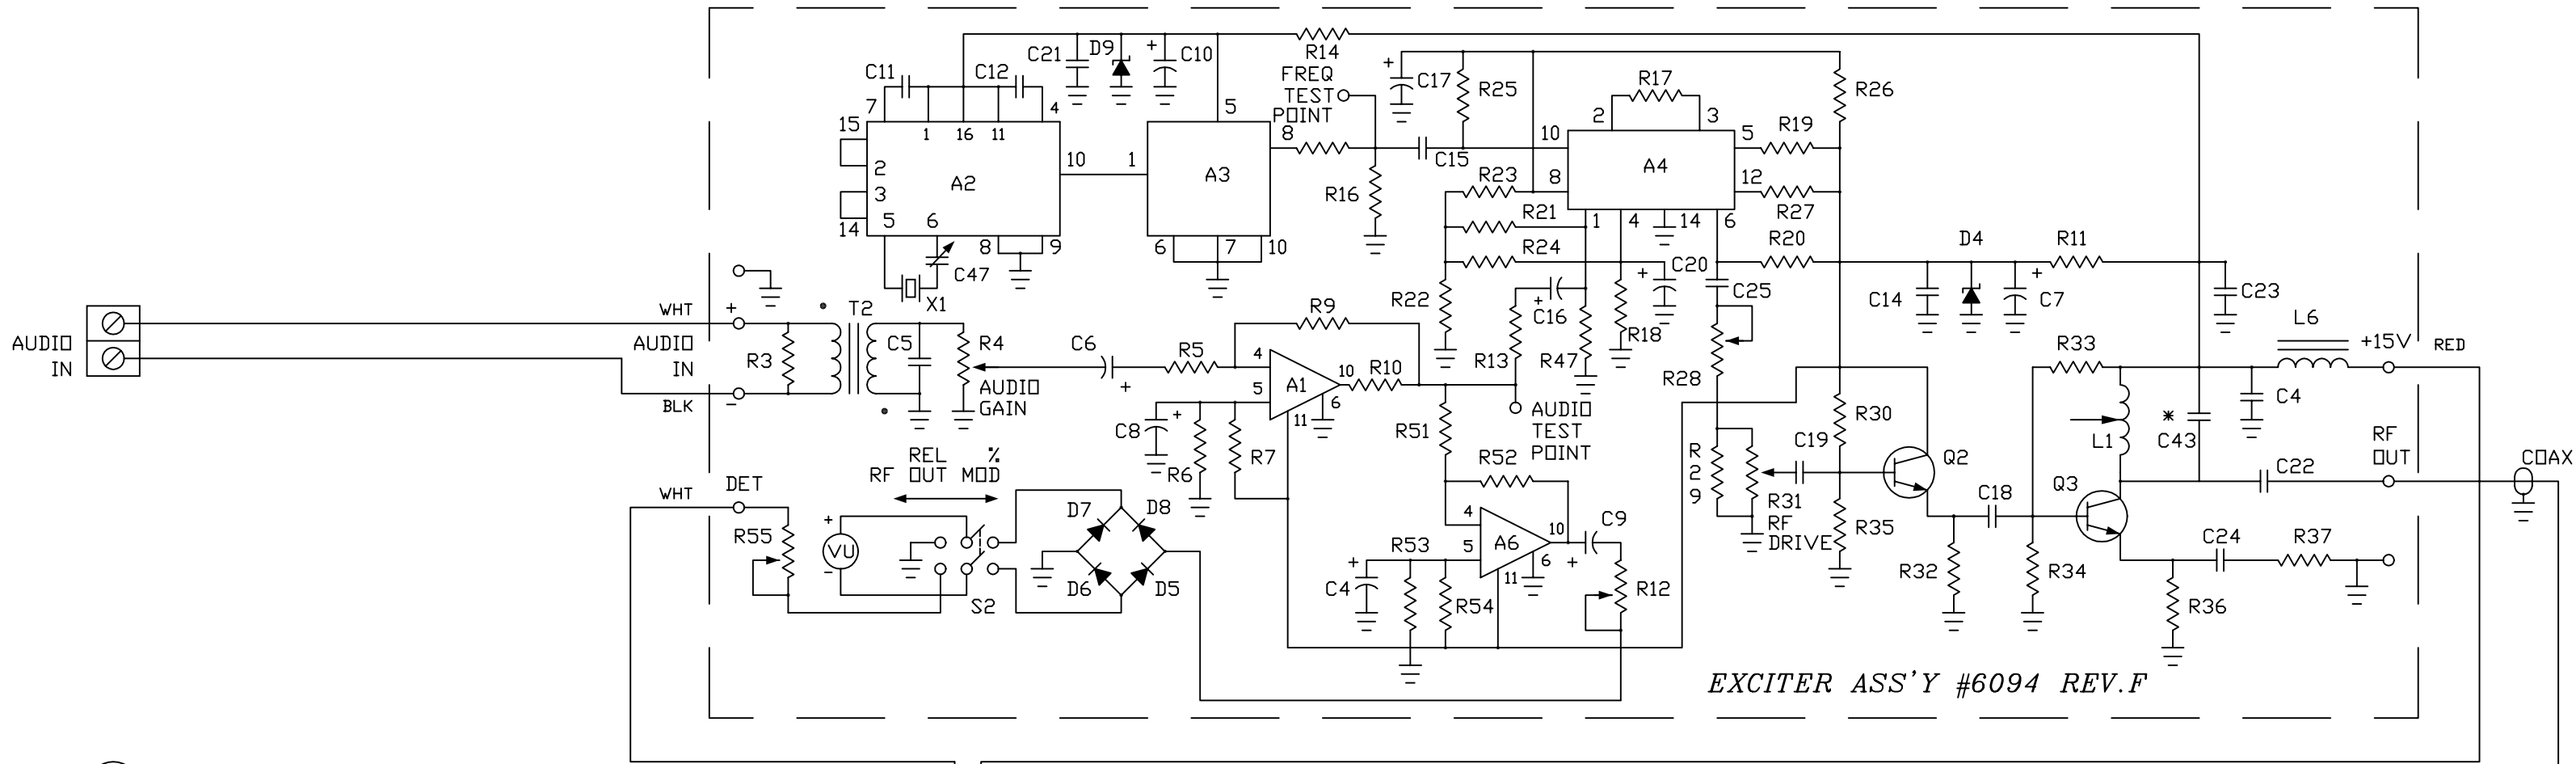 R14
C21
D9
+
C10
C11
C12
FREQ
TEST
POINT
+
C17
R25
R17
R26
7
1
16
11
4
5
2
3
15
2
3
14
A2
10
1
A3
8
C15
10
8
A4
5
R19
12
R27
5
6
8
9
6
7
10
R16
R23
R21
R24
1
4
14
6
R20
C47
X1
R22
+
C16
+
C20
R18
C25
C14
D4
+
C7
R11
C23
WHT
+
T2
R9
R13
R47
R28
L6
+15V
RED
AUDIO
IN
AUDIO
IN
R3
C5
R4
C6
+
R5
4
5
A1
10
R10
6
11
R33
BLK
−
AUDIO
GAIN
C8
+
R6
R7
R51
AUDIO
TEST
POINT
R
2
9
R31
C19
R30
Q2
L1
*
C43
C4
RF
OUT
C22
COAX
REL
RF OUT
%
MOD
WHT
DET
R55
+
VU
−
S2
D7
D8
D6
D5
R52
4
5
A6
10
6
11
C9
+
R12
R53
+
C4
R54
RF
DRIVE
R35
R32
C18
Q3
R34
C24
R37
R36
EXCITER ASS'Y #6094 REV.F